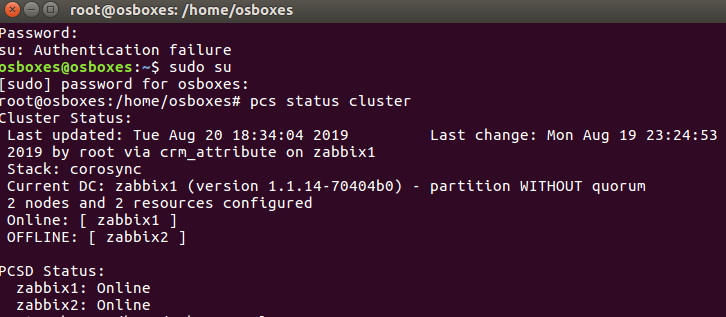 root@osboxes: /home/osboxes
Password:
su: Authentication failure
osboxes@osboxes:~$ sudo su
[sudo] password for osboxes:
root@osboxes:/home/osboxes# pcs status cluster
Cluster Status:
Last updated: Tue Aug 20 18:34:04 2019 Last change: Mon Aug 19 23:24:53
2019 by root via crm_attribute on zabbix1
Stack: corosync
Current DC: zabbix1 (version 1.1.14-70404b0) - partition WITHOUT quorum
2 nodes and 2 resources configured
Online: [ zabbix1 ]
OFFLINE: [ zabbix2 ]
PCSD Status:
zabbix1: Online
zabbix2: Online